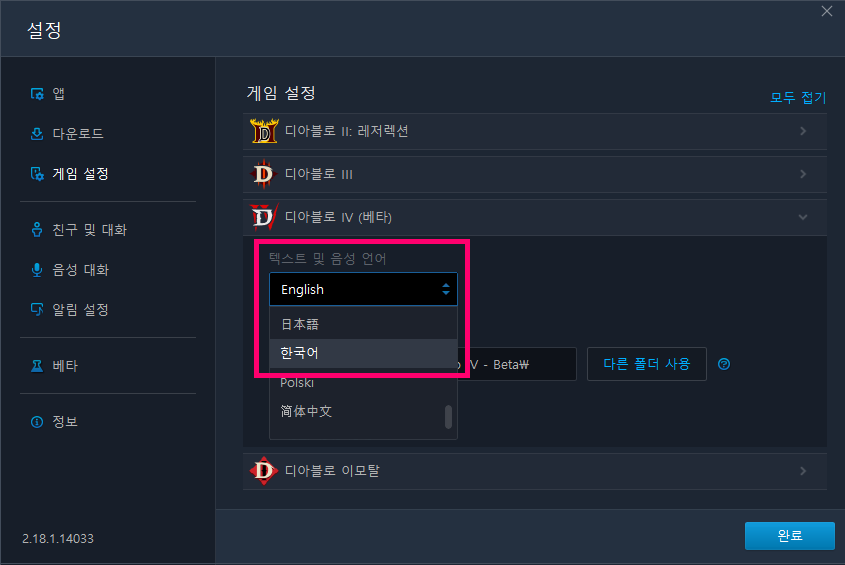 설정
앱
다운로드
게임 설정
친구 및 대화
음성 대화
알림 설정
베타
정보
2.18.1.14033
게임 설정
모두 접기
디아블로 II: 레저렉션
디아블로 III
디아블로 IV (베타)
텍스트 및 음성 언어
English
日本語
한국어
Polski
简体中文
IV - Beta₩
다른 폴더 사용
디아블로 이모탈
완료